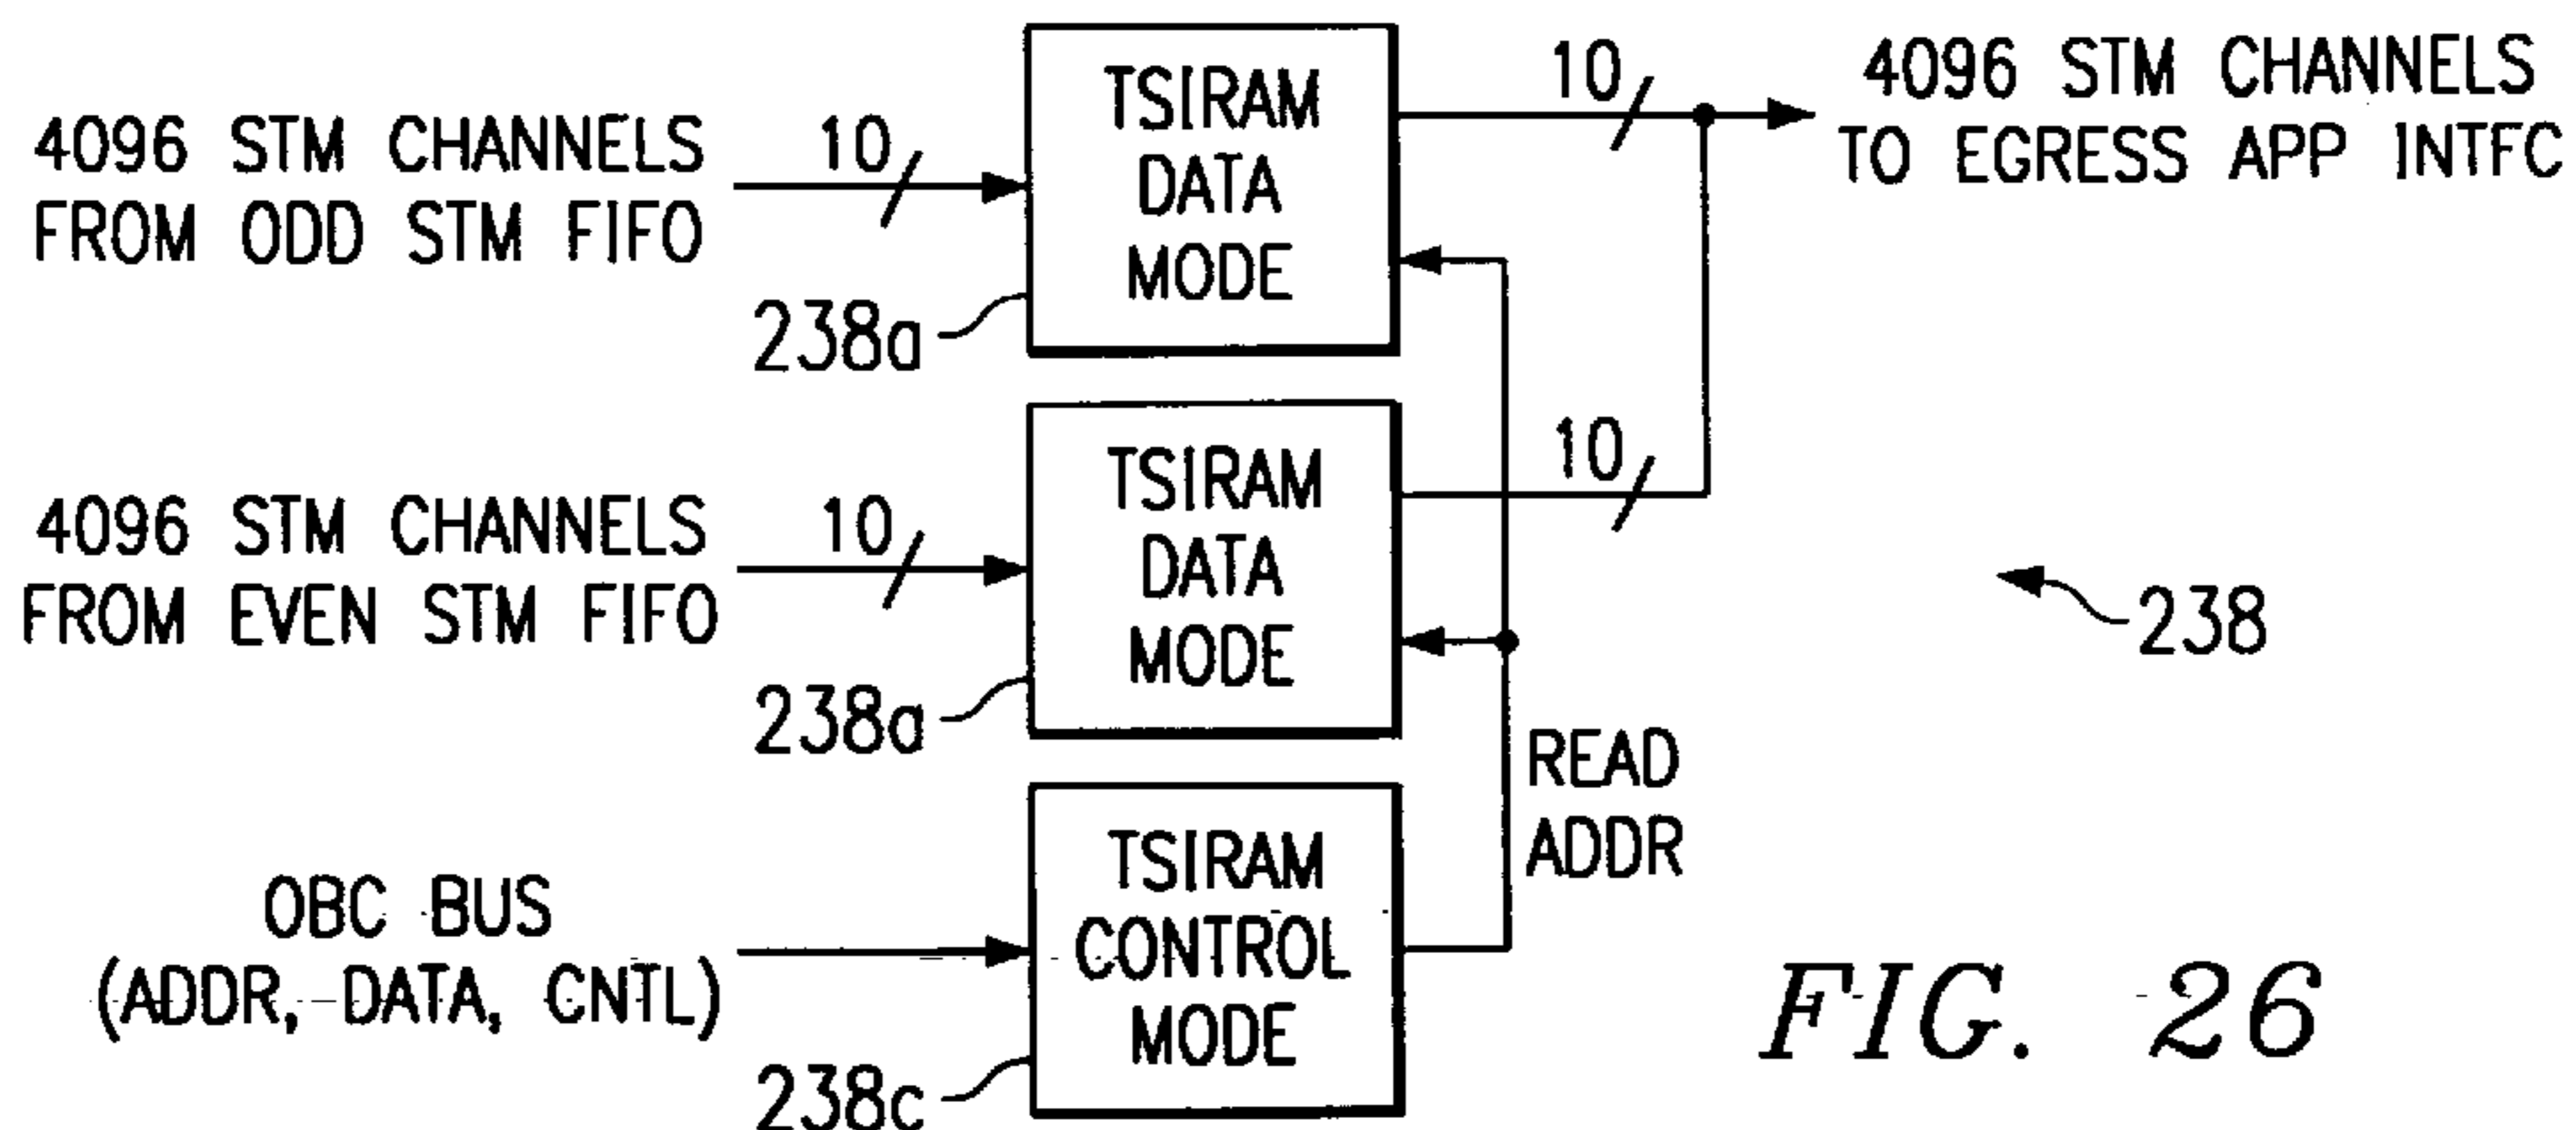 4096 STM CHANNELS
FROM ODD STM FIFO
10
TSIRAM
DATA
MODE
238a
10
4096 STM CHANNELS
TO EGRESS APP INTFC
4096 STM CHANNELS
FROM EVEN STM FIFO
10
TSIRAM
DATA
MODE
238a
10
238
READ
ADDR
OBC BUS
(ADDR, DATA, CNTL)
TSIRAM
CONTROL
MODE
238c
FIG. 26